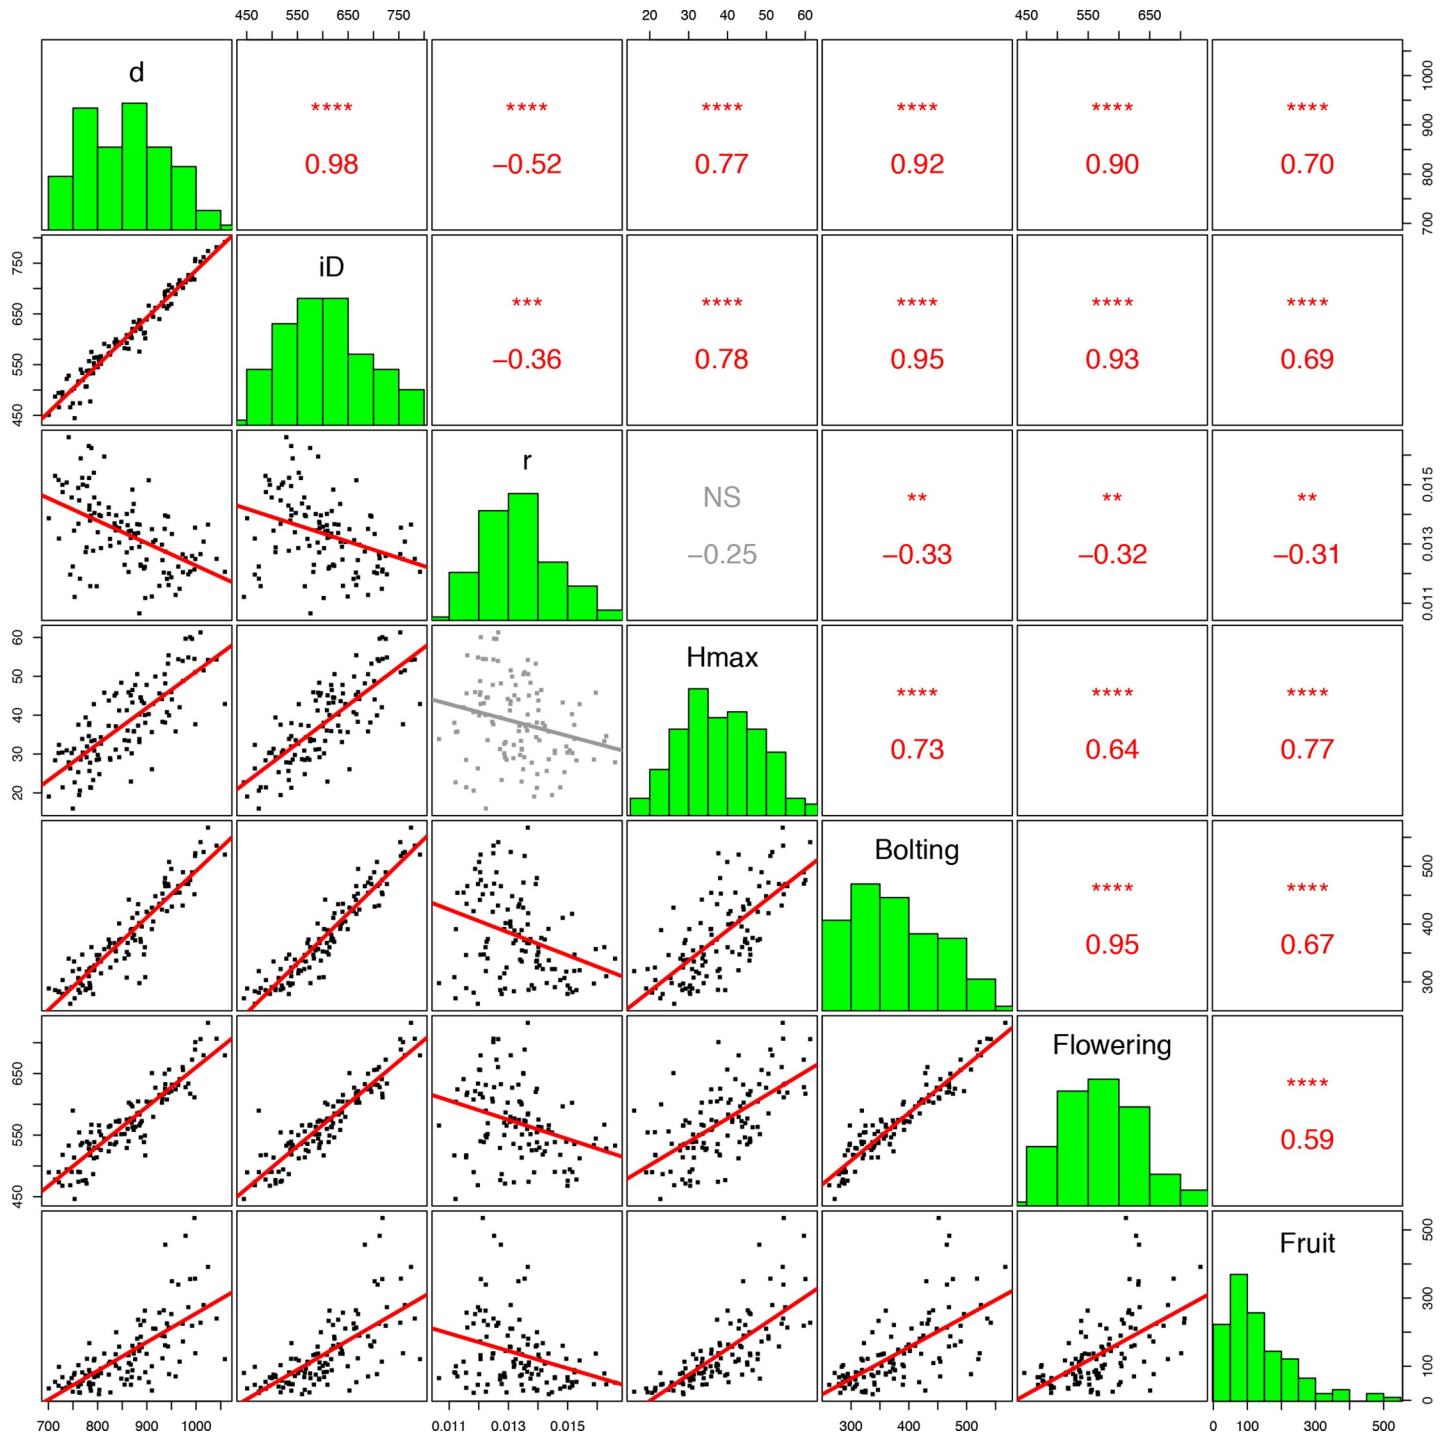 450 550 650 750 20 30 40 50 60 450 550 650
d
**** **** **** **** **** ****
0.98 −0.52 0.77 0.92 0.90 0.70
700 800 900 1000
iD
*** **** **** **** ****
−0.36 0.78 0.95 0.93 0.69
450 550 650 750
r
NS ** ** **
−0.25 −0.33 −0.32 −0.31
0.011 0.013 0.015
Hmax
**** **** ****
0.73 0.64 0.77
20 30 40 50 60
Bolting
**** ****
0.95 0.67
300 400 500
Flowering
****
0.59
450 550 650
Fruit
0 100 300 500
700 800 900 1000 0.011 0.013 0.015 300 400 500 0 100 300 500